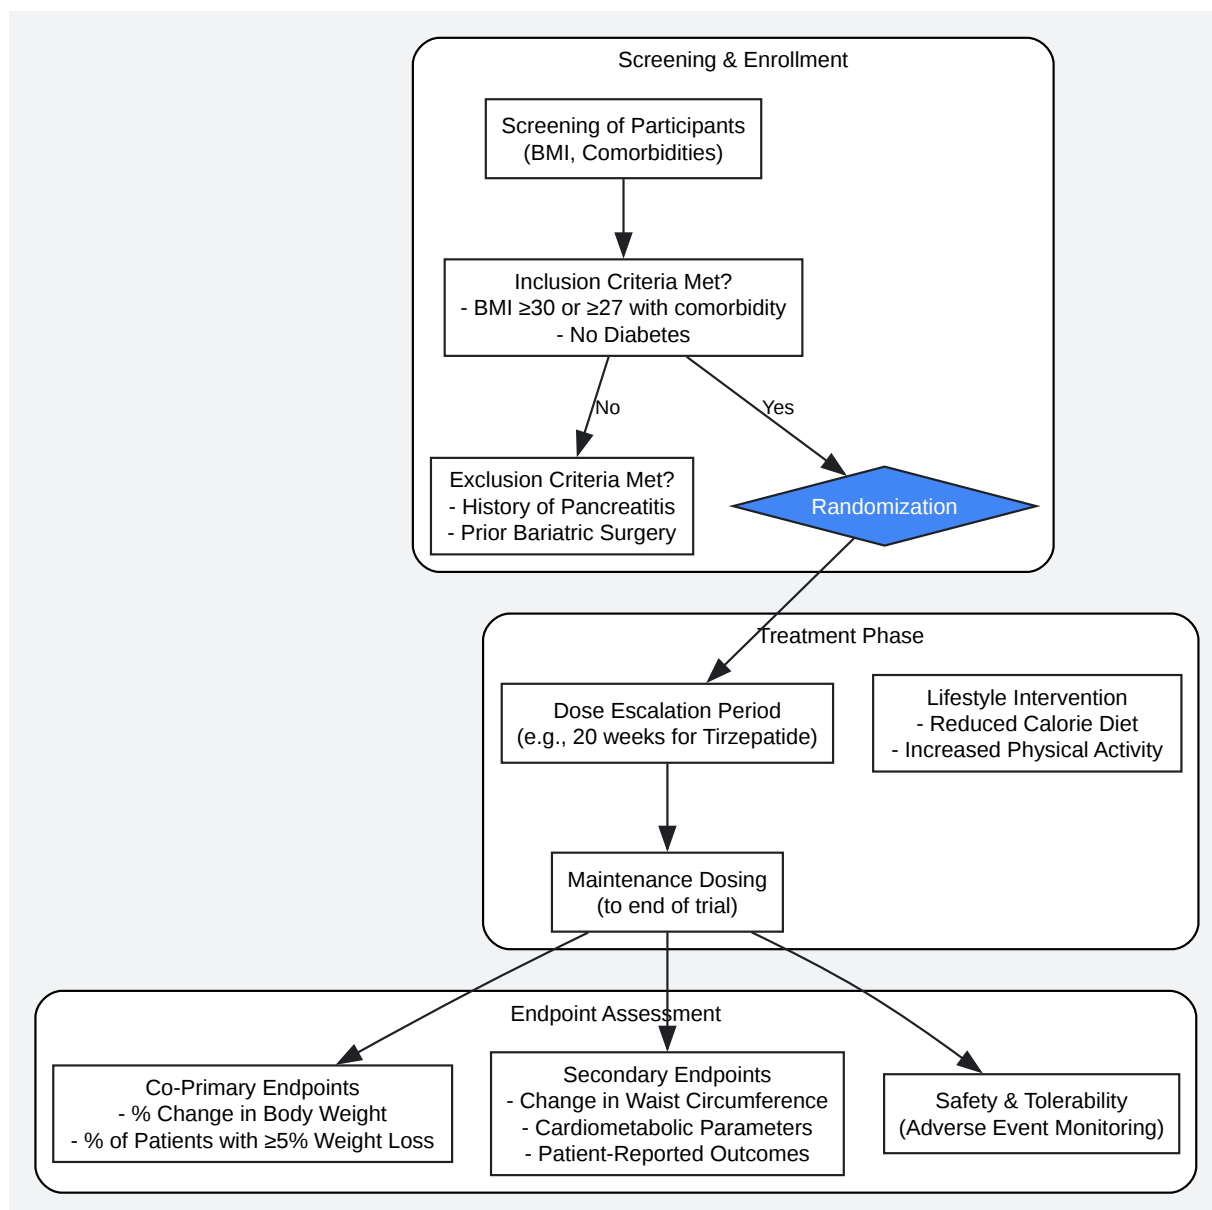 Screening & Enrollment
Screening of Participants
(BMI, Comorbidities)
Inclusion Criteria Met?
- BMI ≥30 or ≥27 with comorbidity
- No Diabetes
No
Yes
Exclusion Criteria Met?
- History of Pancreatitis
- Prior Bariatric Surgery
Randomization
Treatment Phase
Dose Escalation Period
(e.g., 20 weeks for Tirzepatide)
Lifestyle Intervention
- Reduced Calorie Diet
- Increased Physical Activity
Maintenance Dosing
(to end of trial)
Endpoint Assessment
Co-Primary Endpoints
- % Change in Body Weight
- % of Patients with ≥5% Weight Loss
Secondary Endpoints
- Change in Waist Circumference
- Cardiometabolic Parameters
- Patient-Reported Outcomes
Safety & Tolerability
(Adverse Event Monitoring)